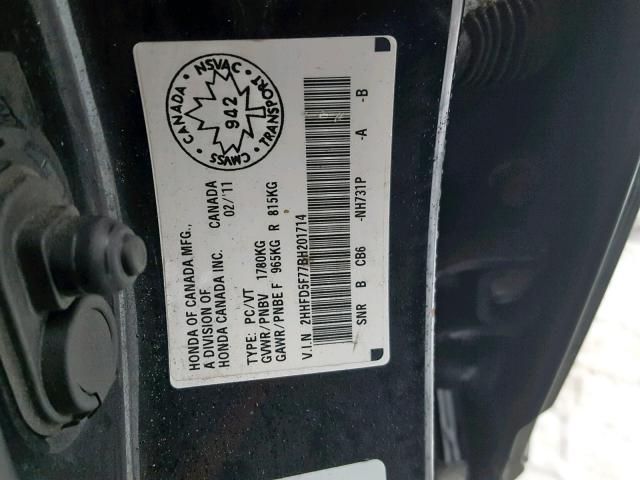 HONDA OF CANADA MFG.,
A DIVISION OF CANADA
HONDA CANADA INC. 02/'11
TYPE: PC/VT
GVWR/PNBV 1780KG
GAWR/PNBE F 965KG R 815KG
V.I.N 2HHFD5F77BH201714
SNR B CB6 -NH731P -A -B
CANADA • NSVAC • TRANSPORT • CMVSS •
942